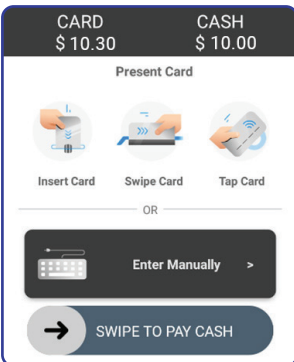 CARD CASH
$ 10.30 $ 10.00
Present Card
Insert Card Swipe Card Tap Card
OR
Enter Manually >
SWIPE TO PAY CASH